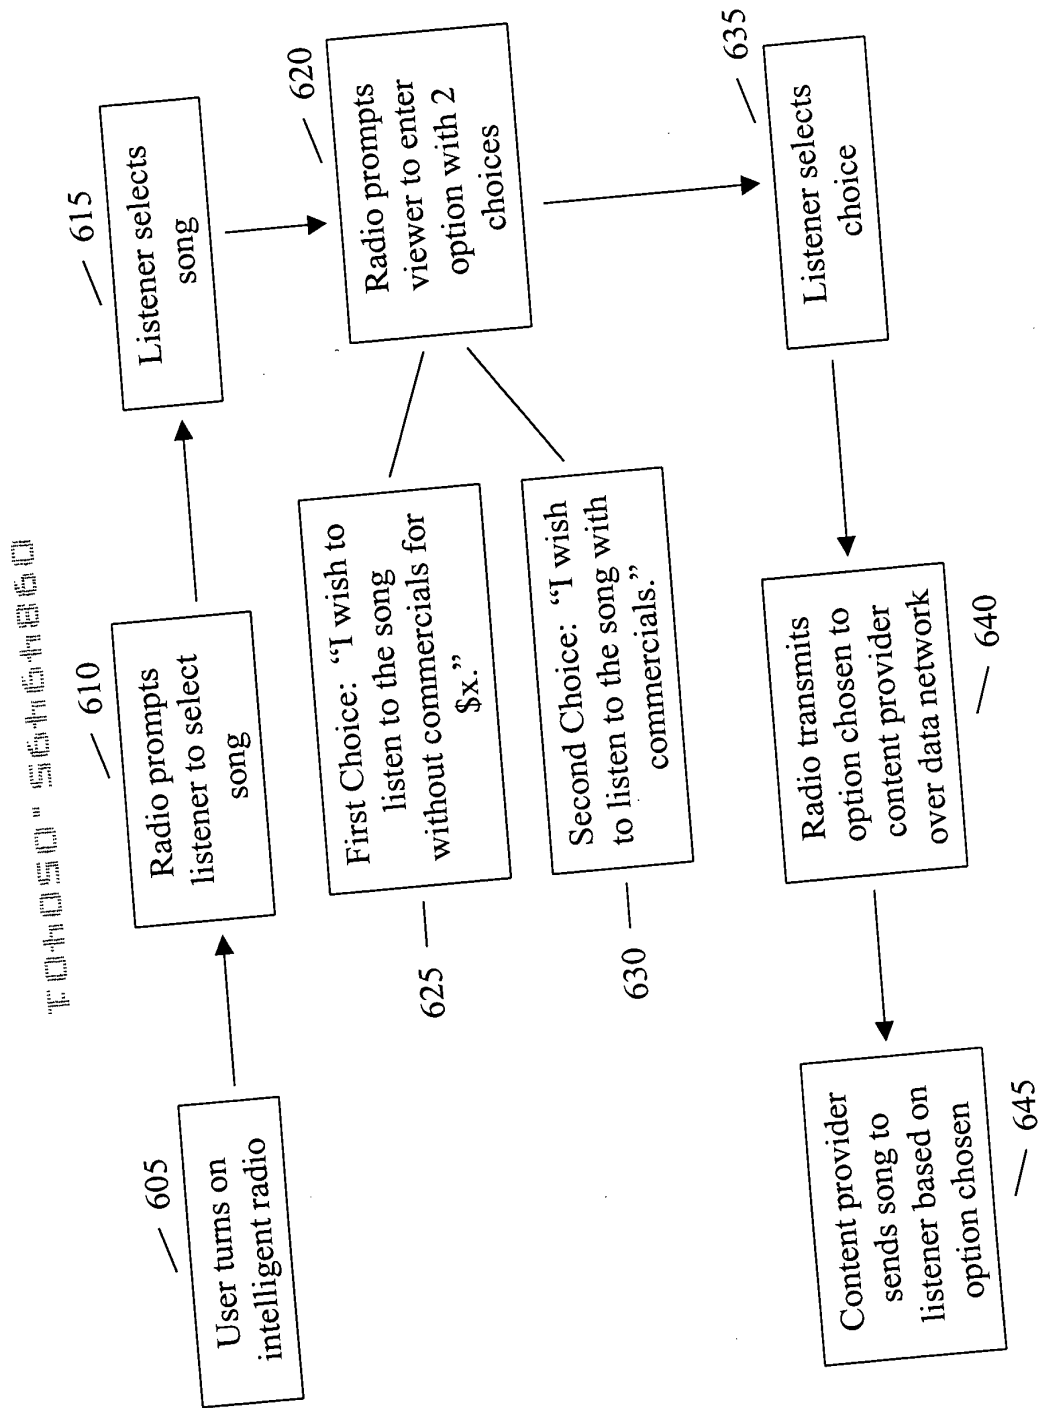 605
User turns on
intelligent radio
610
Radio prompts
listener to select
song
615
Listener selects
song
620
Radio prompts
viewer to enter
option with 2
choices
625
First Choice: “I wish to
listen to the song
without commercials for
$x.”
630
Second Choice: “I wish
to listen to the song with
commercials.”
635
Listener selects
choice
Radio transmits
option chosen to
content provider
over data network
640
Content provider
sends song to
listener based on
option chosen
645